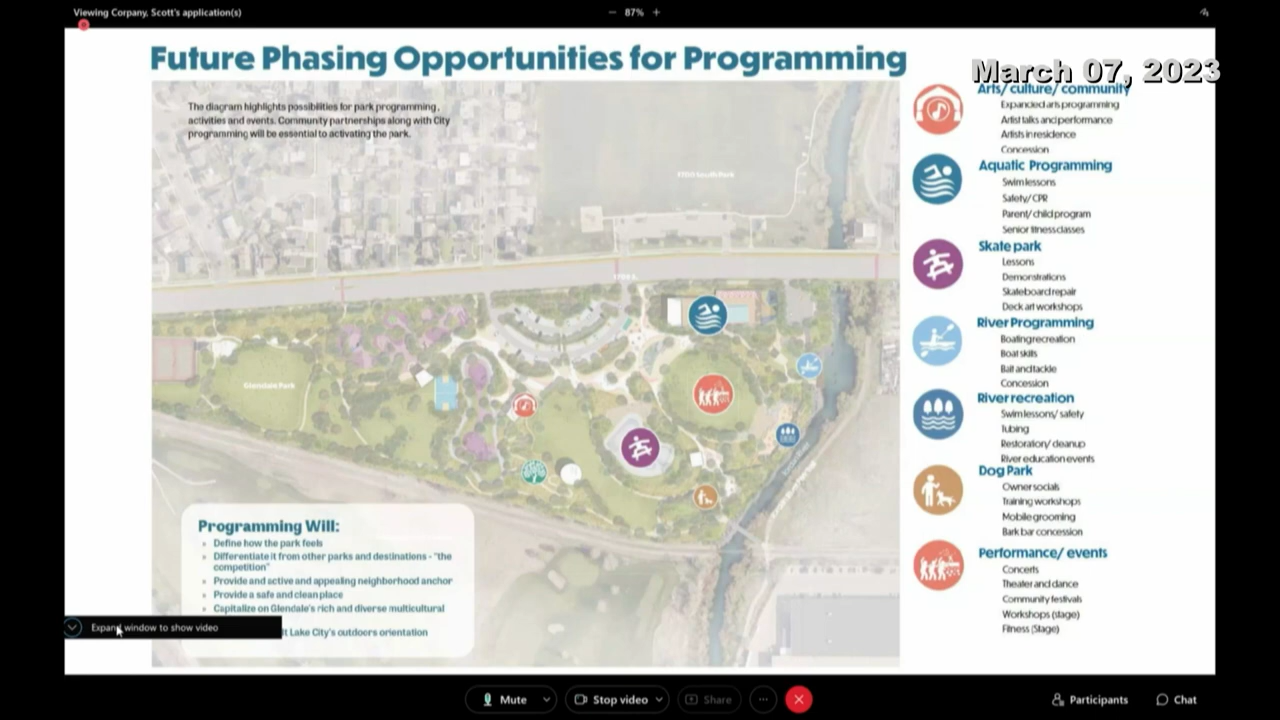 Viewing Corpany, Scott's application(s)
87%
Future Phasing Opportunities for Programming
March 07, 2023
The diagram highlights possibilities for park programming,
activities and events. Community partnerships along with City
programming will be essential to activating the park.
1700 South Park
1700 S.
Glendale Park
Arts/ culture/ community
Expanded arts programming
Artist talks and performance
Artists in residence
Concession
Aquatic Programming
Swim lessons
Safety/ CPR
Parent/ child program
Senior fitness classes
Skate park
Lessons
Demonstrations
Skateboard repair
Deck art workshops
River Programming
Boating recreation
Boat skills
Bait and tackle
Concession
River recreation
Swim lessons/ safety
Tubing
Restoration/ cleanup
River education events
Dog Park
Owner socials
Training workshops
Mobile grooming
Bark bar concession
Performance/ events
Concerts
Theater and dance
Community festivals
Workshops (stage)
Fitness (Stage)
Programming Will:
» Define how the park feels
» Differentiate it from other parks and destinations - "the
competition"
» Provide and active and appealing neighborhood anchor
» Provide a safe and clean place
» Capitalize on Glendale's rich and diverse multicultural
lt Lake City's outdoors orientation
Expand window to show video
Mute
Stop video
Share
Participants
Chat